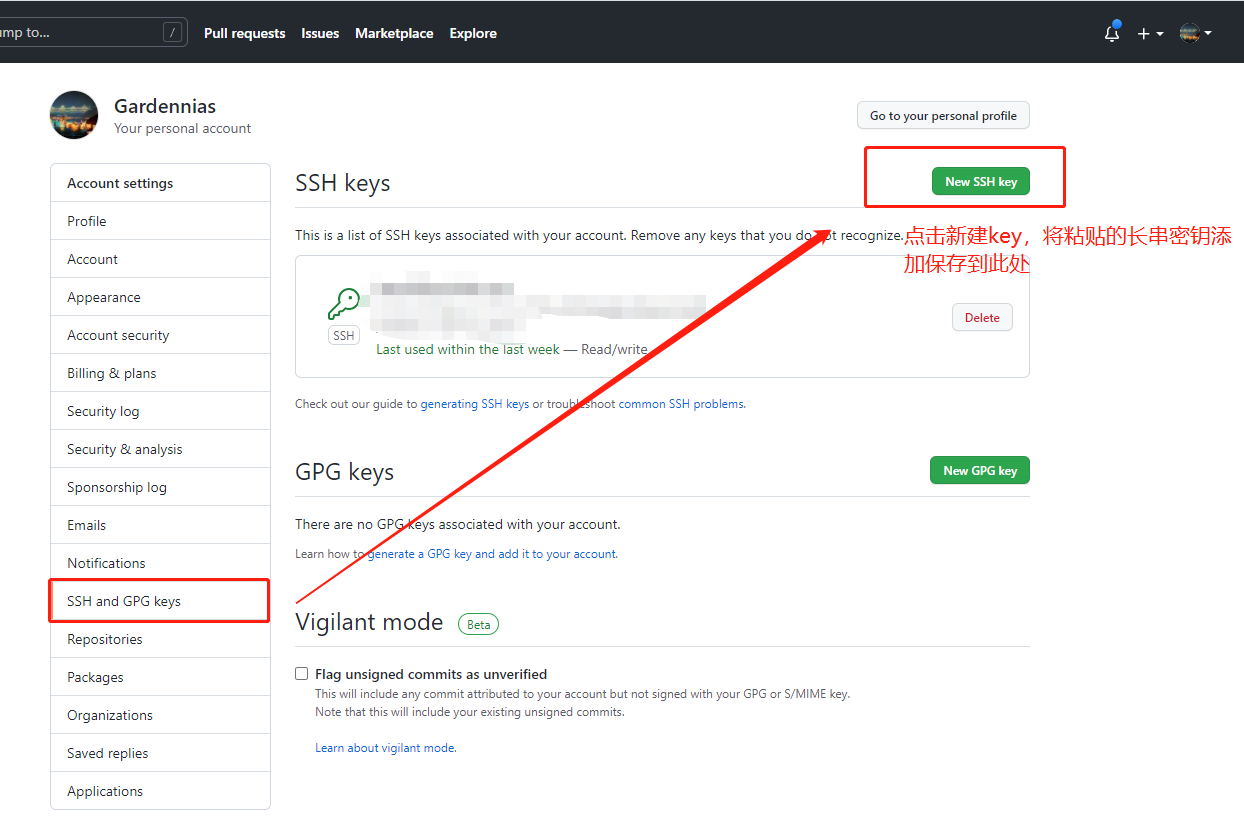 ump to...
/
Pull requests
Issues
Marketplace
Explore
Gardennias
Your personal account
Go to your personal profile
Account settings
Profile
Account
Appearance
Account security
Billing & plans
Security log
Security & analysis
Sponsorship log
Emails
Notifications
SSH and GPG keys
Repositories
Packages
Organizations
Saved replies
Applications
SSH keys
New SSH key
This is a list of SSH keys associated with your account. Remove any keys that you do not recognize.
点击新建key，将粘贴的长串密钥添
加保存到此处
SSH
Last used within the last week — Read/write
Delete
Check out our guide to generating SSH keys or troubleshoot common SSH problems.
GPG keys
New GPG key
There are no GPG keys associated with your account.
Learn how to generate a GPG key and add it to your account.
Vigilant mode
Beta
Flag unsigned commits as unverified
This will include any commit attributed to your account but not signed with your GPG or S/MIME key.
Note that this will include your existing unsigned commits.
Learn about vigilant mode.